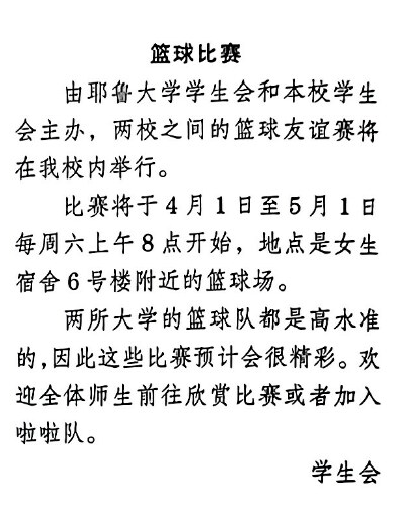 篮球比赛
由耶鲁大学学生会和本校学生
会主办，两校之间的篮球友谊赛将
在我校内举行。
比赛将于4月1日至5月1日
每周六上午8点开始，地点是女生
宿舍6号楼附近的篮球场。
两所大学的篮球队都是高水准
的,因此这些比赛预计会很精彩。欢
迎全体师生前往欣赏比赛或者加入
啦啦队。
学生会